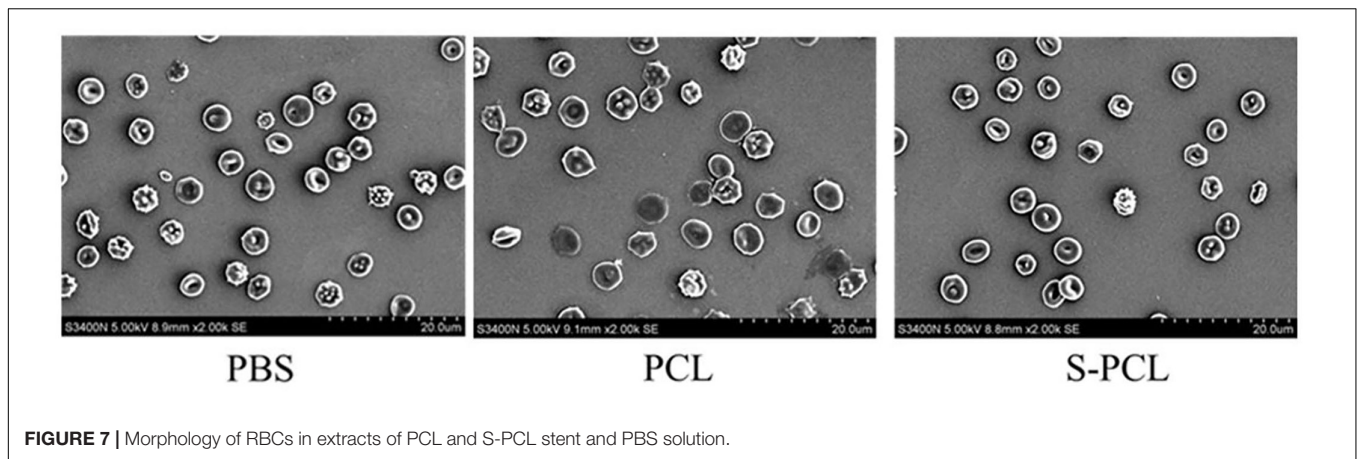 S3400N 5.00kV 8.9mm x2.00k SE 20.0um
S3400N 5.00kV 9.1mm x2.00k SE 20.0um
S3400N 5.00kV 8.8mm x2.00k SE 20.0um
PBS
PCL
S-PCL
FIGURE 7 | Morphology of RBCs in extracts of PCL and S-PCL stent and PBS solution.